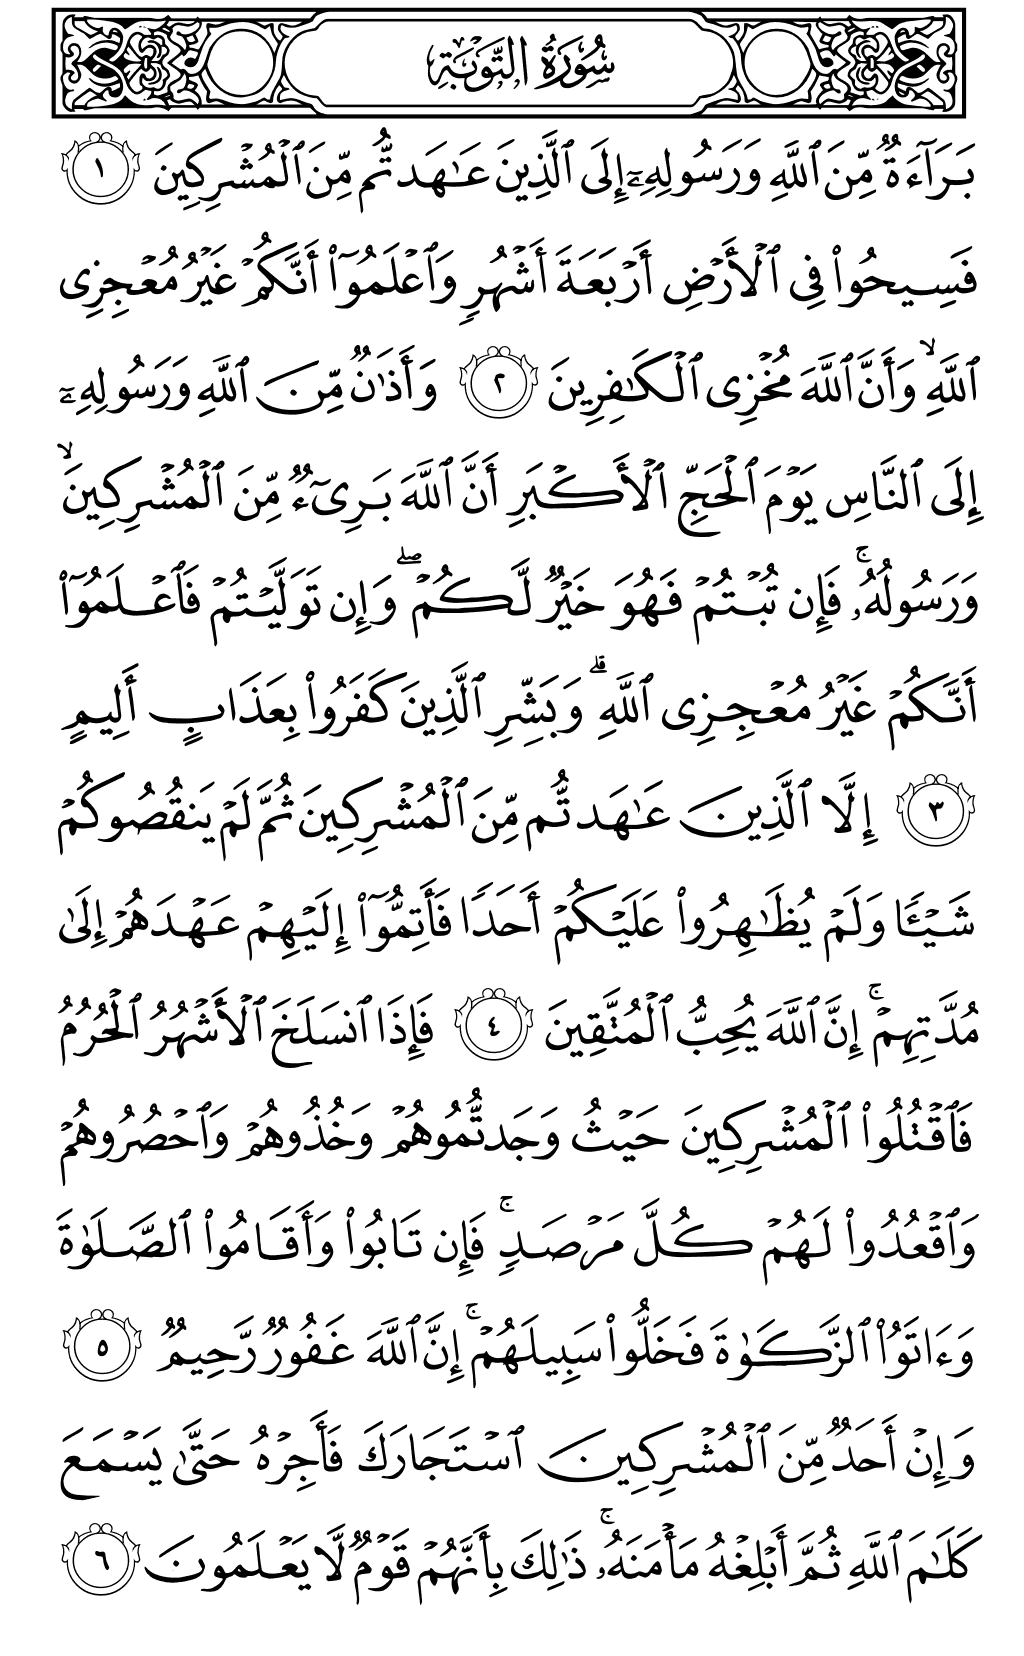 سُورَةُ التَّوۡبَةِ
بَرَآءَةٞ مِّنَ ٱللَّهِ وَرَسُولِهِۦٓ إِلَى ٱلَّذِينَ عَٰهَدتُّم مِّنَ ٱلۡمُشۡرِكِينَ ١
فَسِيحُواْ فِي ٱلۡأَرۡضِ أَرۡبَعَةَ أَشۡهُرٖ وَٱعۡلَمُوٓاْ أَنَّكُمۡ غَيۡرُ مُعۡجِزِي
ٱللَّهِۙ وَأَنَّ ٱللَّهَ مُخۡزِي ٱلۡكَٰفِرِينَ ٢ وَأَذَٰنٞ مِّنَ ٱللَّهِ وَرَسُولِهِۦٓ
إِلَى ٱلنَّاسِ يَوۡمَ ٱلۡحَجِّ ٱلۡأَكۡبَرِ أَنَّ ٱللَّهَ بَرِيٓءٞ مِّنَ ٱلۡمُشۡرِكِينَۙ
وَرَسُولُهُۥۚ فَإِن تُبۡتُمۡ فَهُوَ خَيۡرٞ لَّكُمۡۖ وَإِن تَوَلَّيۡتُمۡ فَٱعۡلَمُوٓاْ
أَنَّكُمۡ غَيۡرُ مُعۡجِزِي ٱللَّهِۗ وَبَشِّرِ ٱلَّذِينَ كَفَرُواْ بِعَذَابٍ أَلِيمٍ
٣ إِلَّا ٱلَّذِينَ عَٰهَدتُّم مِّنَ ٱلۡمُشۡرِكِينَ ثُمَّ لَمۡ يَنقُصُوكُمۡ
شَيۡـٔٗا وَلَمۡ يُظَٰهِرُواْ عَلَيۡكُمۡ أَحَدٗا فَأَتِمُّوٓاْ إِلَيۡهِمۡ عَهۡدَهُمۡ إِلَىٰ
مُدَّتِهِمۡۚ إِنَّ ٱللَّهَ يُحِبُّ ٱلۡمُتَّقِينَ ٤ فَإِذَا ٱنسَلَخَ ٱلۡأَشۡهُرُ ٱلۡحُرُمُ
فَٱقۡتُلُواْ ٱلۡمُشۡرِكِينَ حَيۡثُ وَجَدتُّمُوهُمۡ وَخُذُوهُمۡ وَٱحۡصُرُوهُمۡ
وَٱقۡعُدُواْ لَهُمۡ كُلَّ مَرۡصَدٖۚ فَإِن تَابُواْ وَأَقَامُواْ ٱلصَّلَوٰةَ
وَءَاتَوُاْ ٱلزَّكَوٰةَ فَخَلُّواْ سَبِيلَهُمۡۚ إِنَّ ٱللَّهَ غَفُورٞ رَّحِيمٞ ٥
وَإِنۡ أَحَدٞ مِّنَ ٱلۡمُشۡرِكِينَ ٱسۡتَجَارَكَ فَأَجِرۡهُ حَتَّىٰ يَسۡمَعَ
كَلَٰمَ ٱللَّهِ ثُمَّ أَبۡلِغۡهُ مَأۡمَنَهُۥۚ ذَٰلِكَ بِأَنَّهُمۡ قَوۡمٞ لَّا يَعۡلَمُونَ ٦